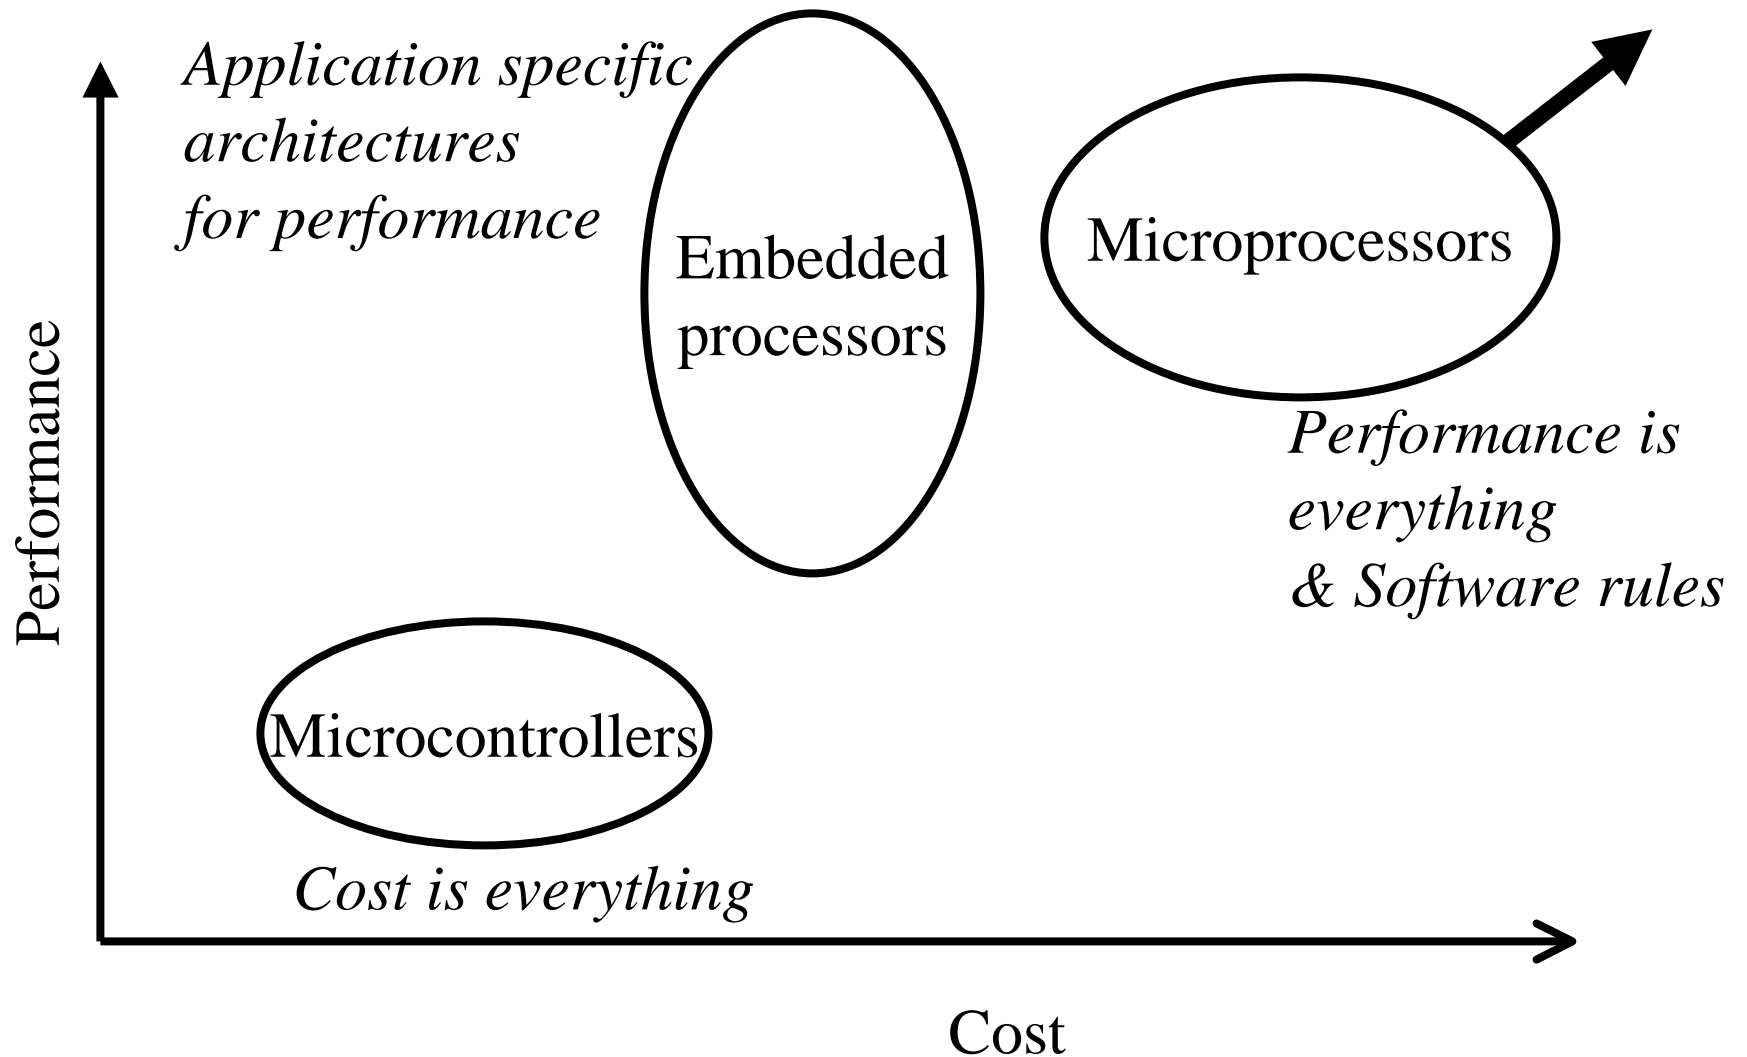 Application specific
architectures
for performance
Embedded
processors
Microprocessors
Performance is
everything
& Software rules
Performance
Microcontrollers
Cost is everything
Cost